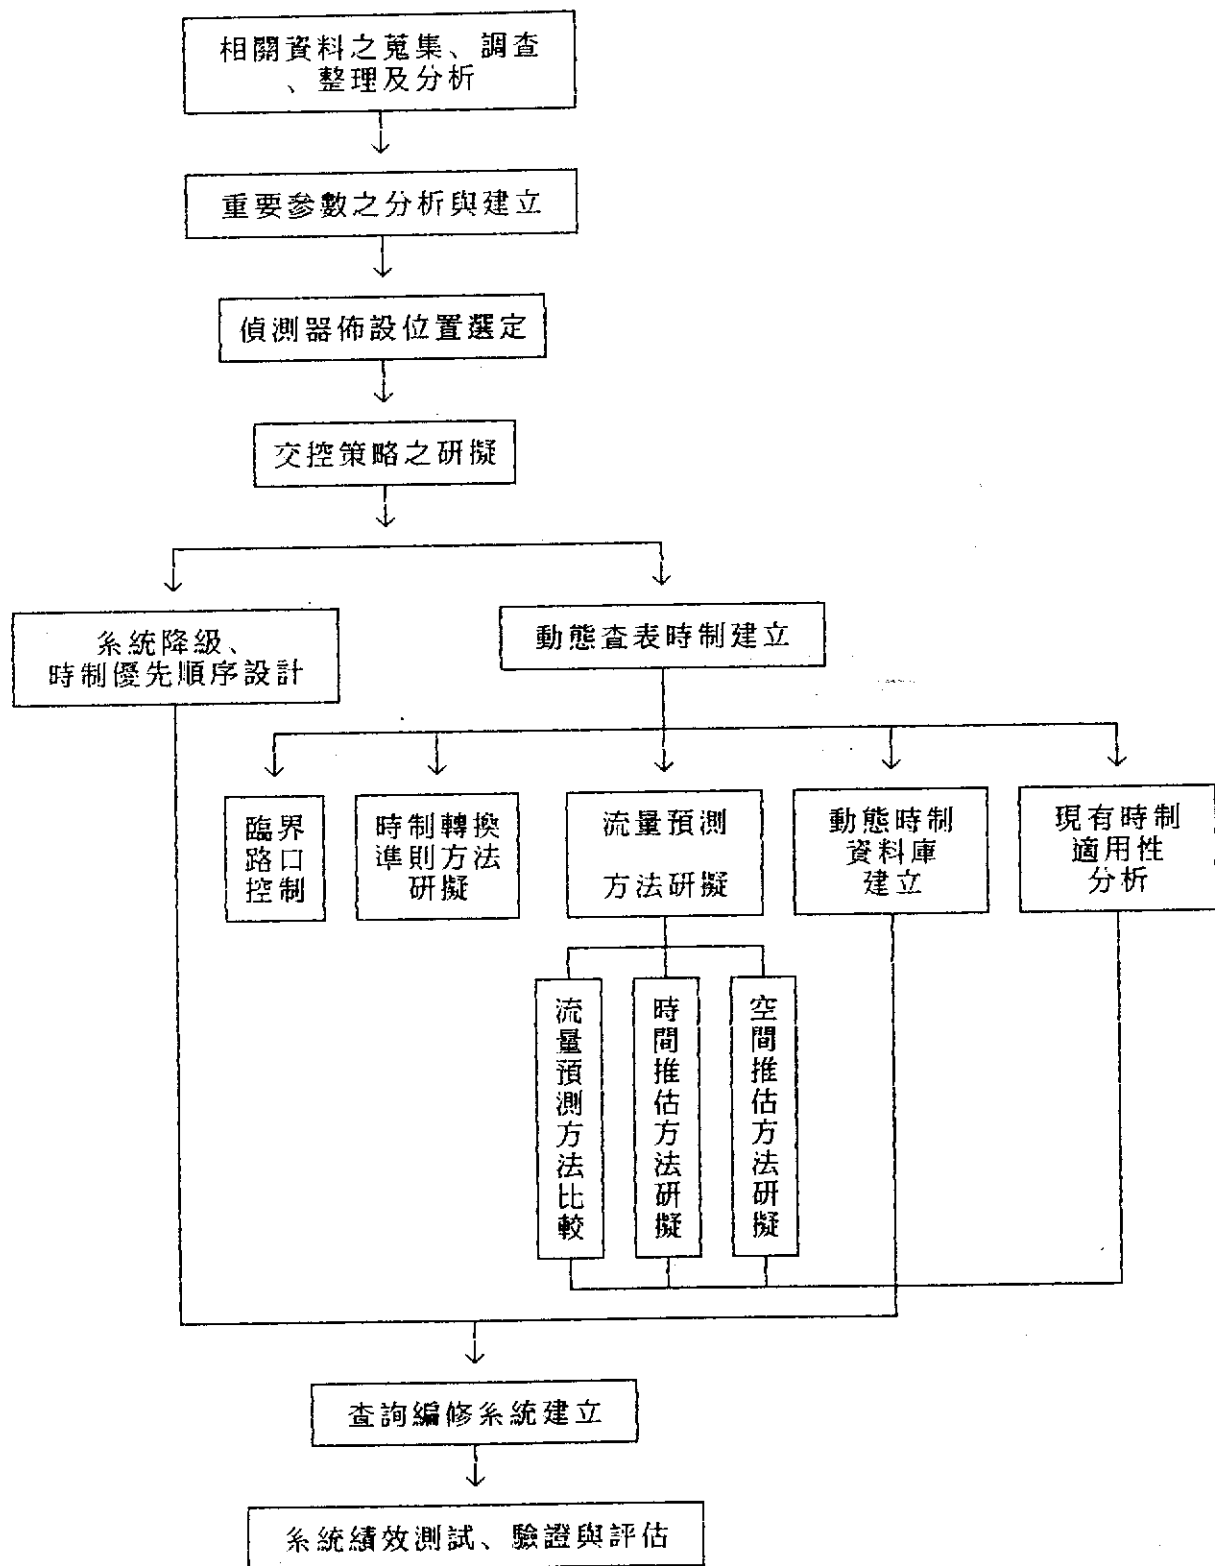 相關資料之蒐集、調查
、整理及分析
重要參數之分析與建立
偵測器佈設位置選定
交控策略之研擬
系統降級、
時制優先順序設計
動態查表時制建立
臨界
路口
控制
時制轉換
準則方法
研擬
流量預測
方法研擬
動態時制
資料庫
建立
現有時制
適用性
分析
流量預測方法比較
時間推估方法研擬
空間推估方法研擬
查詢編修系統建立
系統績效測試、驗證與評估